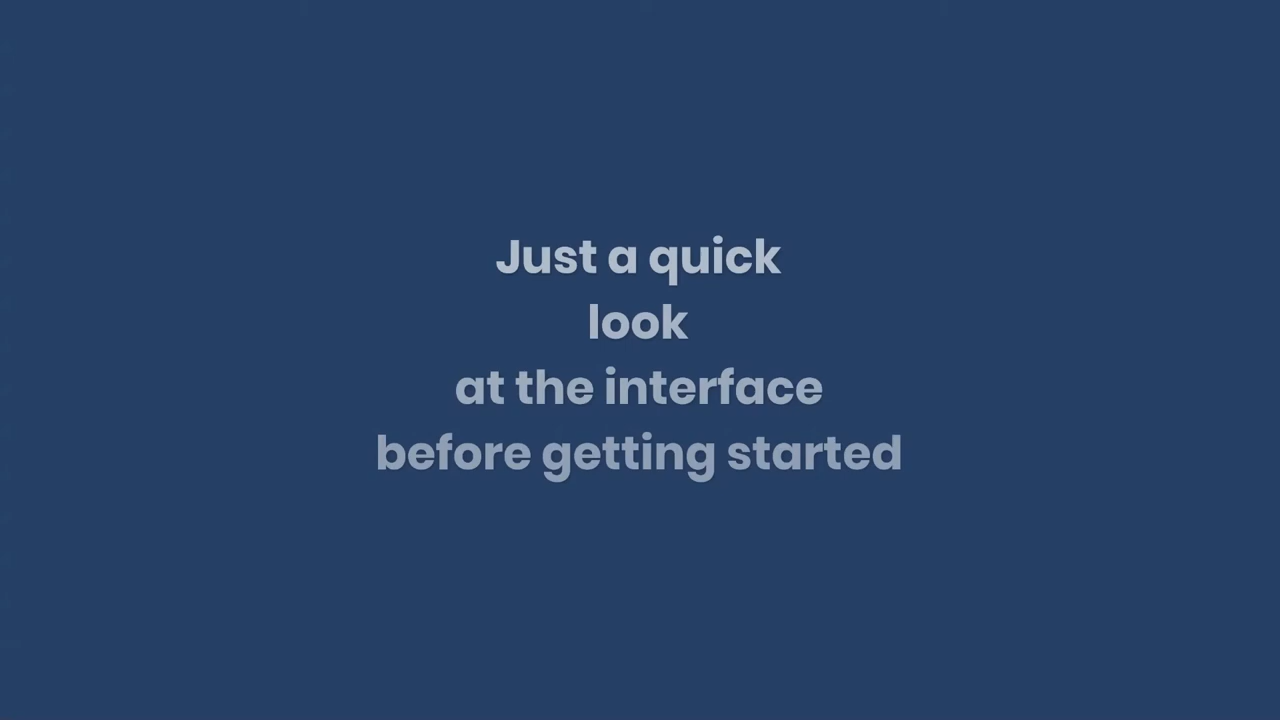 Just a quick
look
at the interface
before getting started